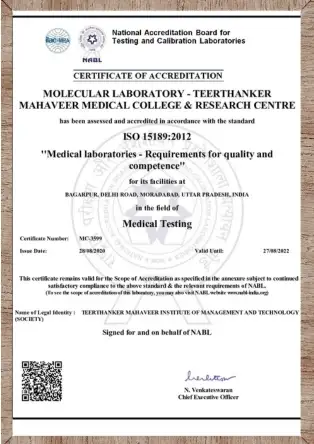 National Accreditation Board for
Testing and Calibration Laboratories
NABL
CERTIFICATE OF ACCREDITATION
MOLECULAR LABORATORY - TEERTHANKER
MAHAVEER MEDICAL COLLEGE & RESEARCH CENTRE
has been assessed and accredited in accordance with the standard
ISO 15189:2012
"Medical laboratories - Requirements for quality and
competence"
for its facilities at
BAGARPUR, DELHI ROAD, MORADABAD, UTTAR PRADESH, INDIA
in the field of
Medical Testing
Certificate Number: MC-3599
Issue Date: 28/08/2020 Valid Until: 27/08/2022
This certificate remains valid for the Scope of Accreditation as specified in the annexure subject to continued
satisfactory compliance to the above standard & the relevant requirements of NABL.
(To see the scope of accreditation of this laboratory, you may also visit NABL website www.nabl-india.org)
Name of Legal Identity : TEERTHANKER MAHAVEER INSTITUTE OF MANAGEMENT AND TECHNOLOGY
(SOCIETY)
Signed for and on behalf of NABL
N. Venkateswaran
Chief Executive Officer